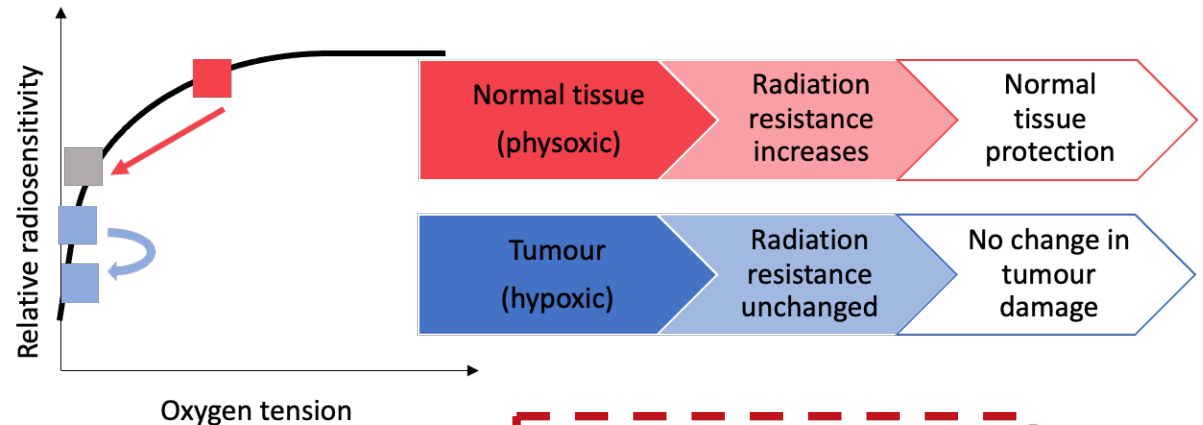 Relative radiosensitivity
Oxygen tension
Normal tissue
(physoxic)
Radiation
resistance
increases
Normal
tissue
protection
Tumour
(hypoxic)
Radiation
resistance
unchanged
No change in
tumour
damage